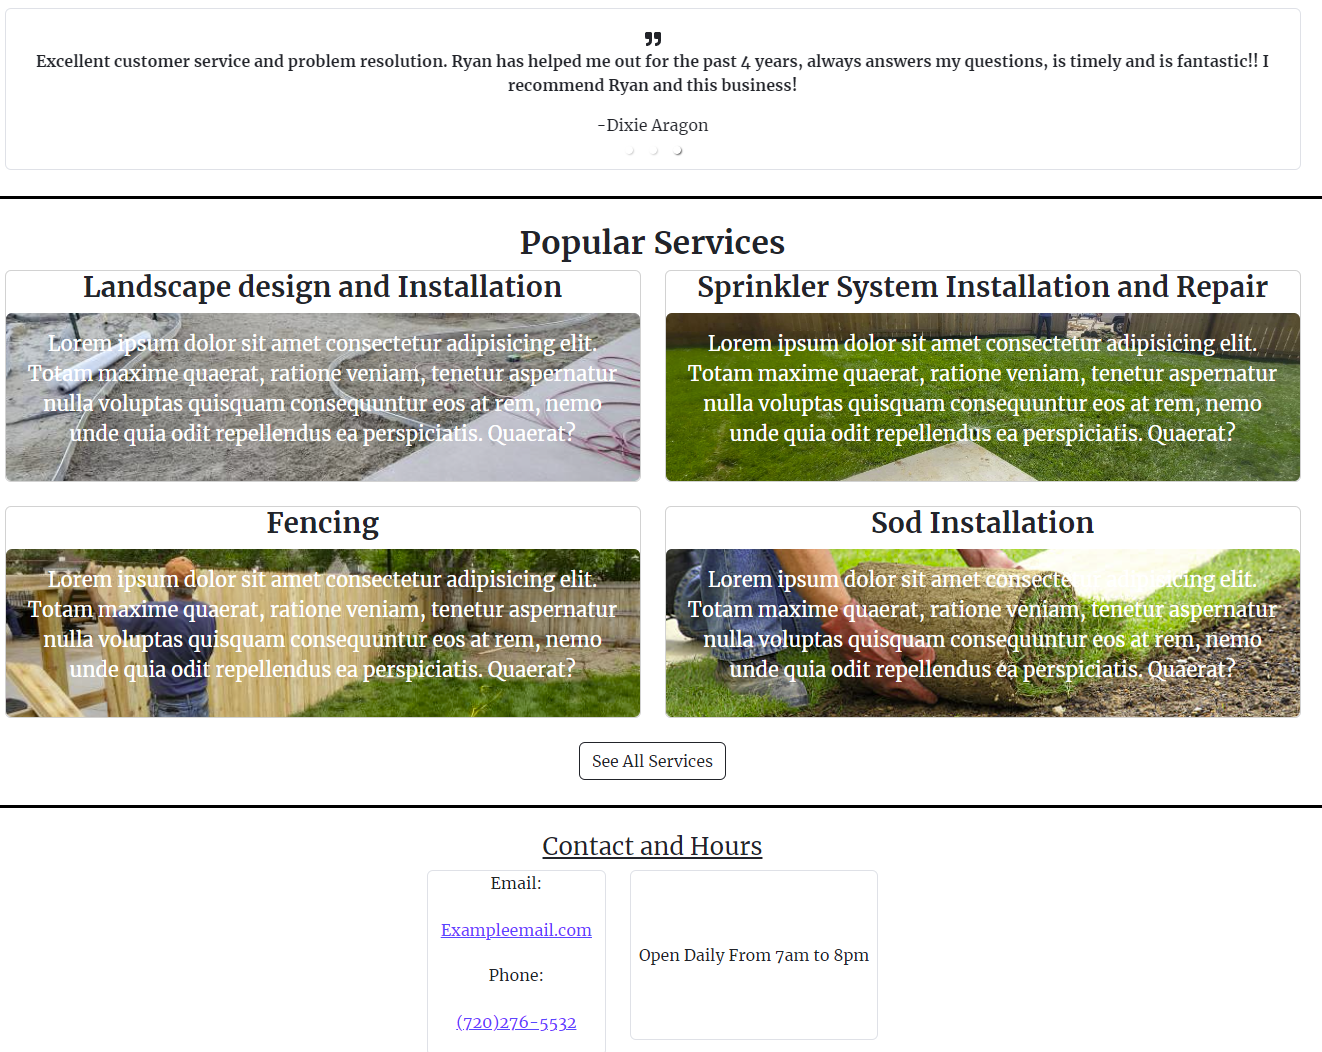 Excellent customer service and problem resolution. Ryan has helped me out for the past 4 years, always answers my questions, is timely and is fantastic!! I
recommend Ryan and this business!
-Dixie Aragon
Popular Services
Landscape design and Installation
Lorem ipsum dolor sit amet consectetur adipisicing elit.
Totam maxime quaerat, ratione veniam, tenetur aspernatur
nulla voluptas quisquam consequuntur eos at rem, nemo
unde quia odit repellendus ea perspiciatis. Quaerat?
Sprinkler System Installation and Repair
Lorem ipsum dolor sit amet consectetur adipisicing elit.
Totam maxime quaerat, ratione veniam, tenetur aspernatur
nulla voluptas quisquam consequuntur eos at rem, nemo
unde quia odit repellendus ea perspiciatis. Quaerat?
Fencing
Lorem ipsum dolor sit amet consectetur adipisicing elit.
Totam maxime quaerat, ratione veniam, tenetur aspernatur
nulla voluptas quisquam consequuntur eos at rem, nemo
unde quia odit repellendus ea perspiciatis. Quaerat?
Sod Installation
Lorem ipsum dolor sit amet consectetur adipisicing elit.
Totam maxime quaerat, ratione veniam, tenetur aspernatur
nulla voluptas quisquam consequuntur eos at rem, nemo
unde quia odit repellendus ea perspiciatis. Quaerat?
See All Services
Contact and Hours
Email:
Exampleemail.com
Phone:
(720)276-5532
Open Daily From 7am to 8pm